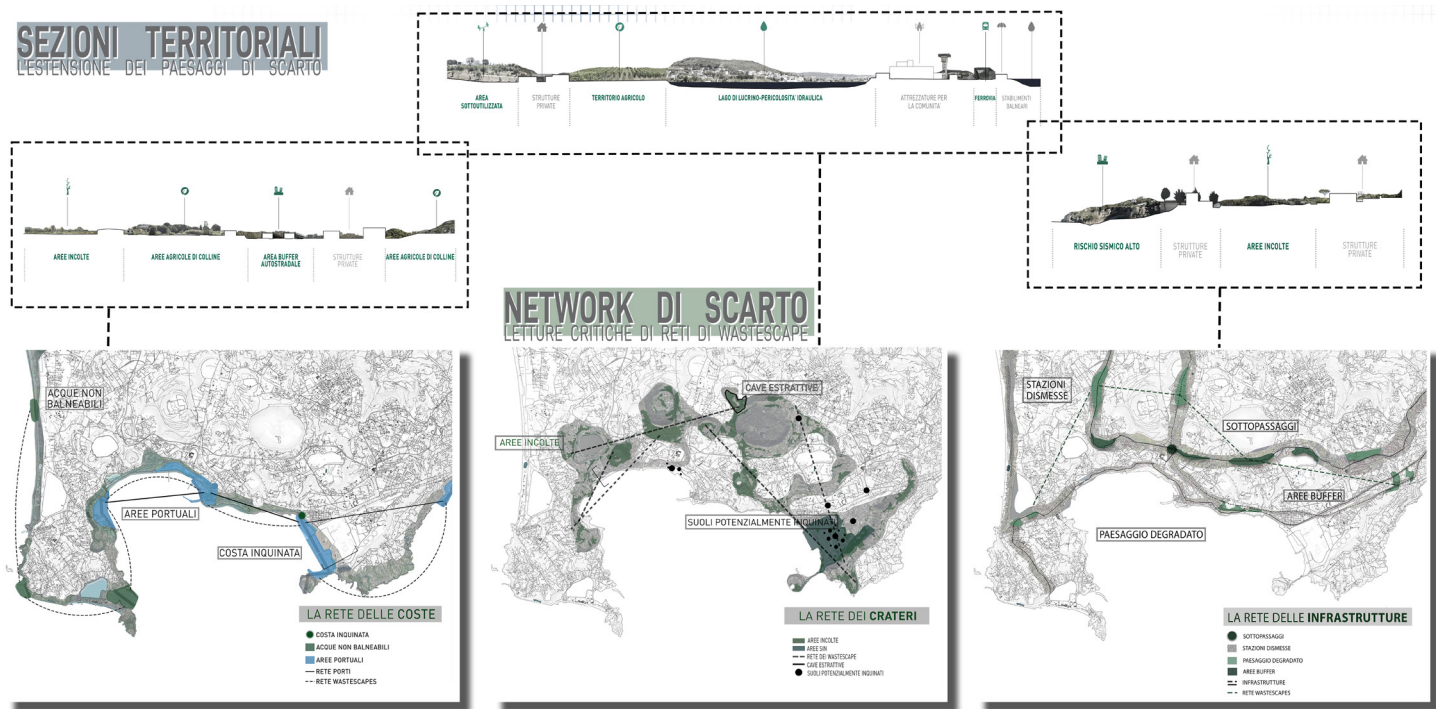 SEZIONI TERRITORIALI
L'ESTENSIONE DEI PAESAGGI DI SCARTO
AREA SOTTOUTILIZZATA
STRUTTURE PRIVATE
TERRITORIO AGRICOLO
LAGO DI LUCRINO-PERICOLOSITA' IDRAULICA
ATTREZZATURE PER LA COMUNITA'
FERROVIA
STABILIMENTI BALNEARI
AREE INCOLTE
AREE AGRICOLE DI COLLINE
AREA BUFFER AUTOSTRADALE
STRUTTURE PRIVATE
AREE AGRICOLE DI COLLINE
RISCHIO SISMICO ALTO
STRUTTURE PRIVATE
AREE INCOLTE
STRUTTURE PRIVATE
NETWORK DI SCARTO
LETTURE CRITICHE DI RETI DI WASTESCAPE
ACQUE NON
BALNEABILI
AREE PORTUALI
COSTA INQUINATA
LA RETE DELLE COSTE
COSTA INQUINATA
ACQUE NON BALNEABILI
AREE PORTUALI
RETE PORTI
RETE WASTESCAPES
CAVE ESTRATTIVE
AREE INCOLTE
SUOLI POTENZIALMENTE INQUINATI
LA RETE DEI CRATERI
AREE INCOLTE
AREE SIN
RETE DEI WASTESCAPE
CAVE ESTRATTIVE
SUOLI POTENZIALMENTE INQUINATI
STAZIONI
DISMESSE
SOTTOPASSAGGI
AREE BUFFER
PAESAGGIO DEGRADATO
LA RETE DELLE INFRASTRUTTURE
SOTTOPASSAGGI
STAZIONI DISMESSE
PAESAGGIO DEGRADATO
AREE BUFFER
INFRASTRUTTURE
RETE WASTESCAPES